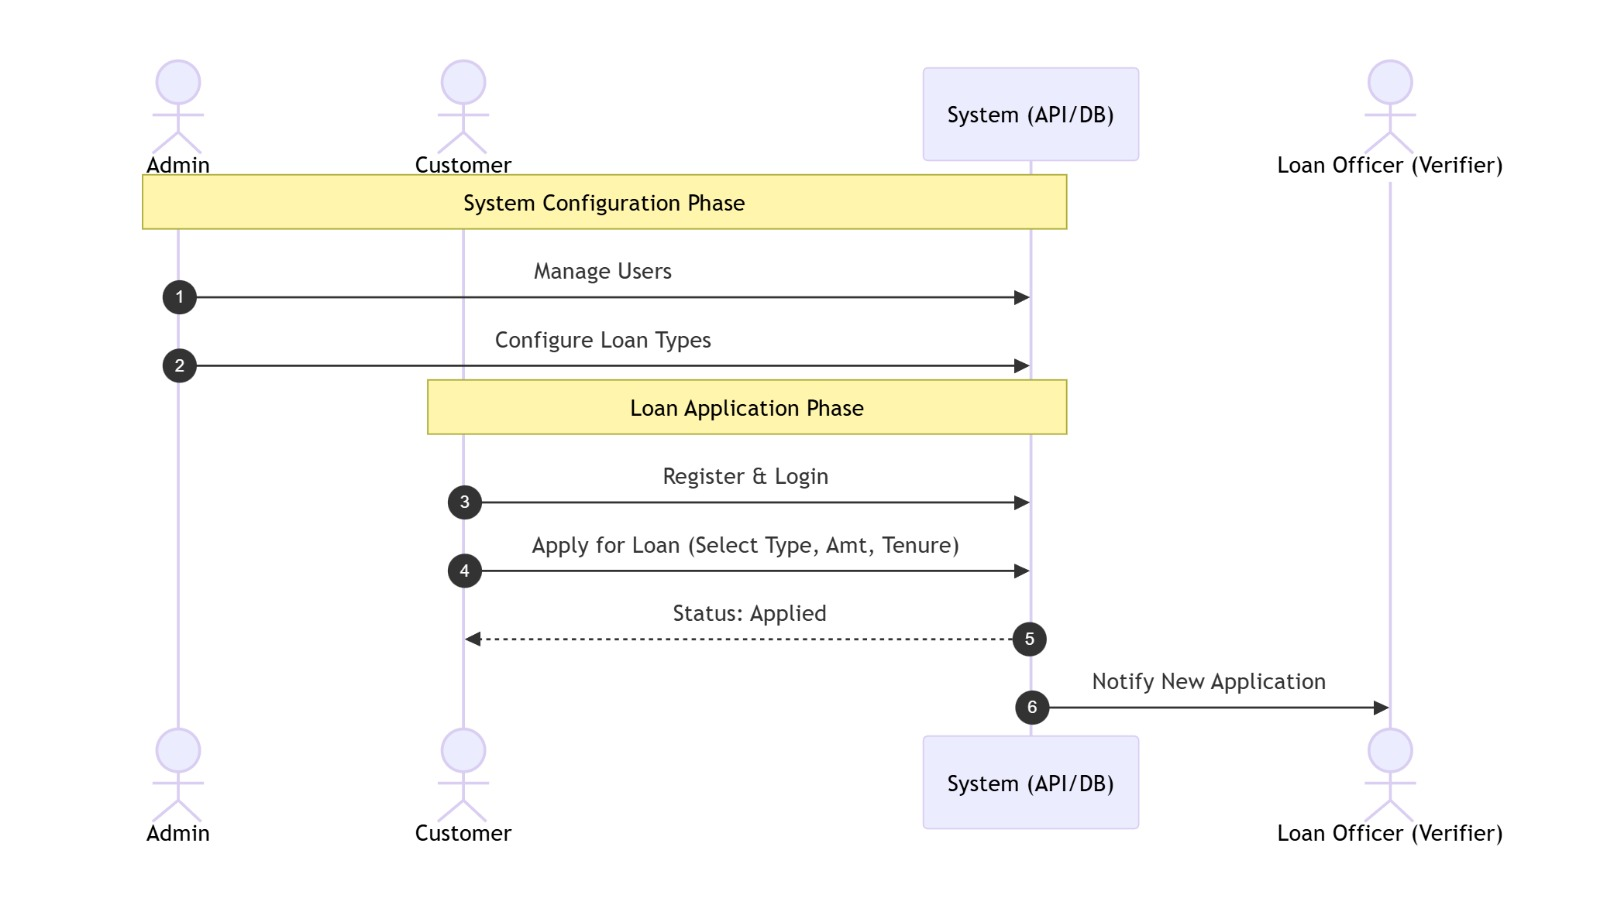 Admin
Customer
System (API/DB)
Loan Officer (Verifier)
System Configuration Phase
Manage Users
1
Configure Loan Types
2
Loan Application Phase
Register & Login
3
Apply for Loan (Select Type, Amt, Tenure)
4
Status: Applied
5
Notify New Application
6
Admin
Customer
System (API/DB)
Loan Officer (Verifier)